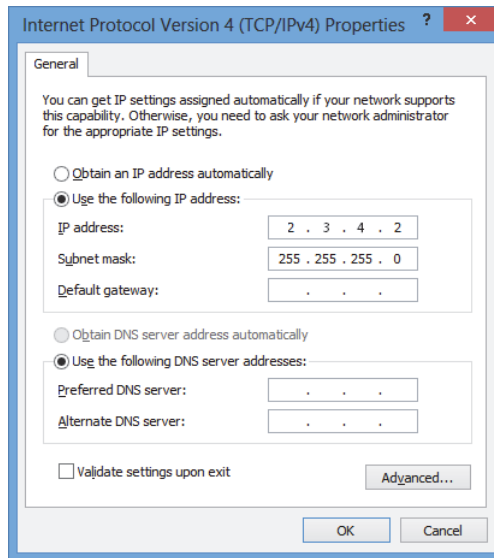 Internet Protocol Version 4 (TCP/IPv4) Properties ? ×
General
You can get IP settings assigned automatically if your network supports
this capability. Otherwise, you need to ask your network administrator
for the appropriate IP settings.
Obtain an IP address automatically
Use the following IP address:
IP address: 2 . 3 . 4 . 2
Subnet mask: 255 . 255 . 255 . 0
Default gateway: . . .
Obtain DNS server address automatically
Use the following DNS server addresses:
Preferred DNS server: . . .
Alternate DNS server: . . .
Validate settings upon exit
Advanced...
OK Cancel